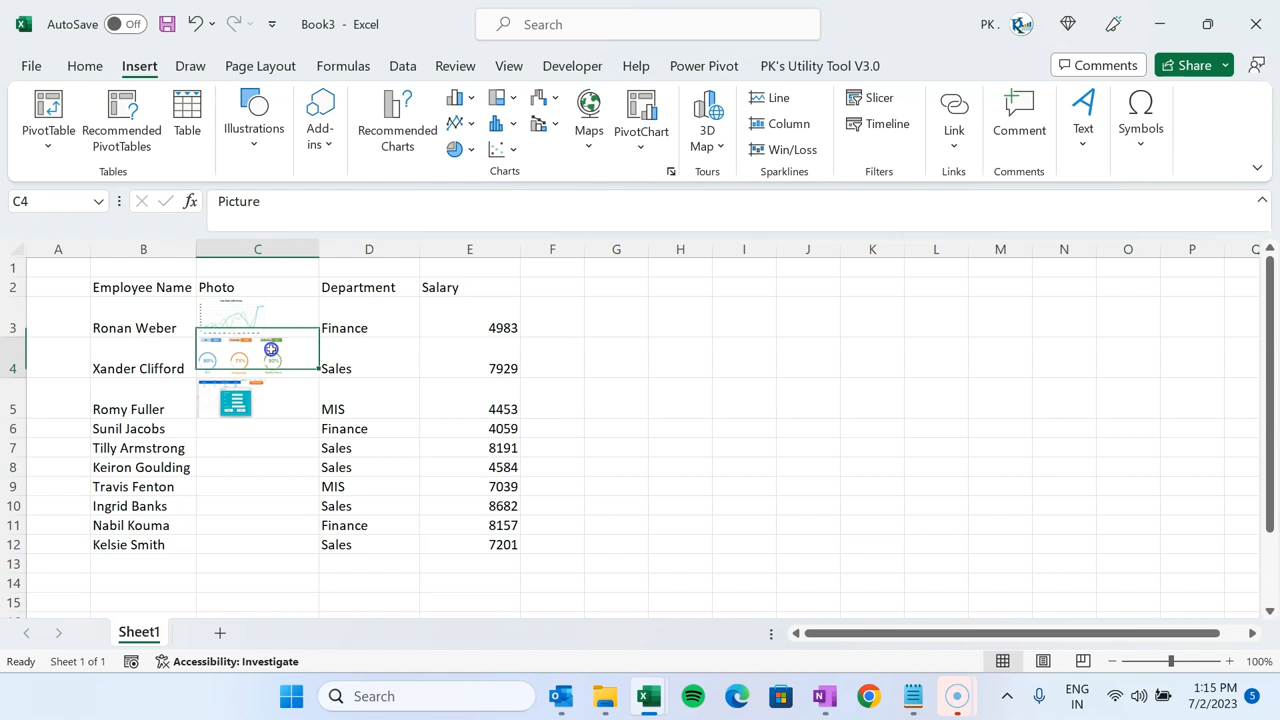 AutoSave Off Book3 - Excel Search PK .
File Home Insert Draw Page Layout Formulas Data Review View Developer Help Power Pivot PK's Utility Tool V3.0 Comments Share
PivotTable Recommended PivotTables Table Illustrations Add-ins Recommended Charts Maps PivotChart 3D Map Line Column Win/Loss Slicer Timeline Link Comment Text Symbols
Tables Charts Tours Sparklines Filters Links Comments
C4 fx Picture
A B C D E F G H I J K L M N O P Q
1
2 Employee Name Photo Department Salary
3 Ronan Weber Finance 4983
4 Xander Clifford Sales 7929
5 Romy Fuller MIS 4453
6 Sunil Jacobs Finance 4059
7 Tilly Armstrong Sales 8191
8 Keiron Goulding Sales 4584
9 Travis Fenton MIS 7039
10 Ingrid Banks Sales 8682
11 Nabil Kouma Finance 8157
12 Kelsie Smith Sales 7201
13
14
15
Sheet1
Ready Sheet 1 of 1 Accessibility: Investigate 100%
Search ENG IN 1:15 PM 7/2/2023 5